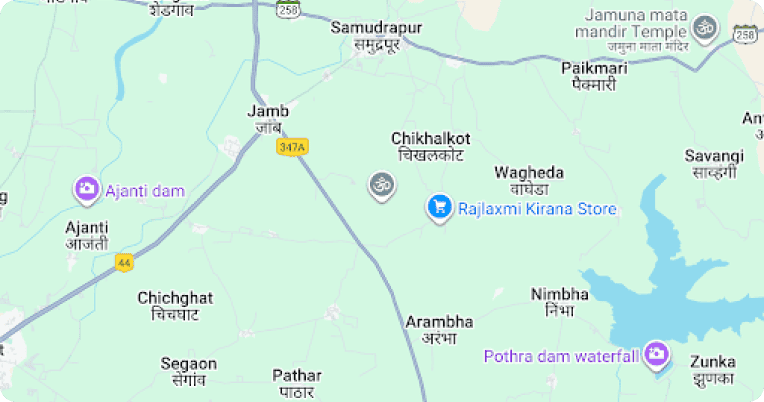 शेडगाव
258
Samudrapur
समुद्रपूर
Jamuna mata
mandir Temple
जमुना माता मंदिर
258
Paikmari
पैक्मारी
Jamb
जांब
347A
Chikhalkot
चिखलकोट
Wagheda
वाघेडा
Savangi
साव्हंगी
Ajanti dam
Rajlaxmi Kirana Store
Ajanti
आजंती
44
Chichghat
चिचघाट
Nimbha
निंभा
Arambha
अरंभा
Pothra dam waterfall
Zunka
झुणका
Segaon
सेगांव
Pathar
पाठार